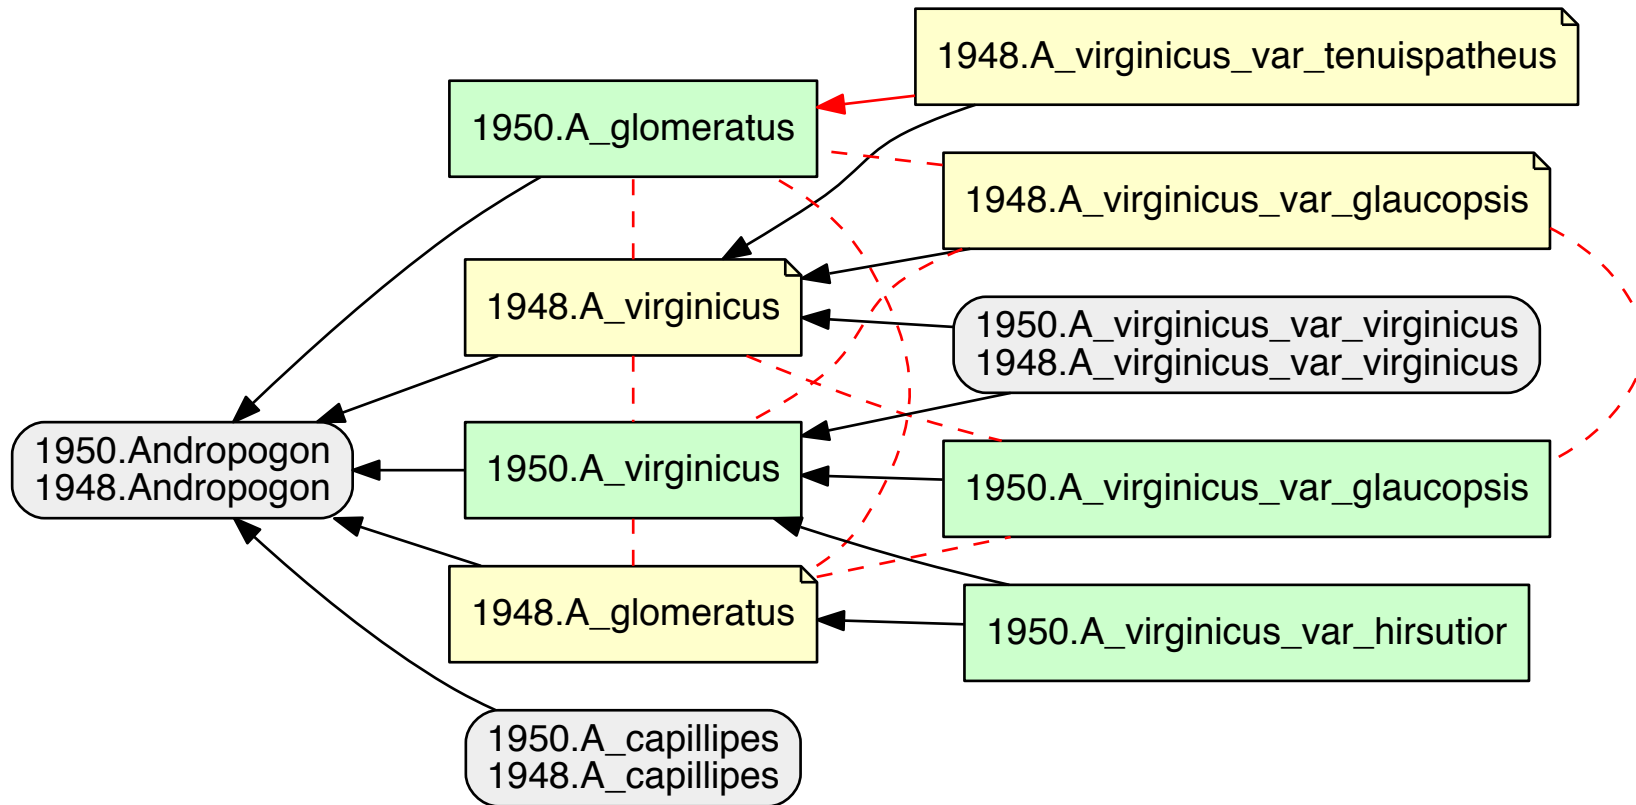 1948.A_virginicus_var_tenuispatheus
1950.A_glomeratus
1948.A_virginicus_var_glaucopsis
1948.A_virginicus
1950.A_virginicus_var_virginicus
1948.A_virginicus_var_virginicus
1950.Andropogon
1948.Andropogon
1950.A_virginicus
1950.A_virginicus_var_glaucopsis
1948.A_glomeratus
1950.A_virginicus_var_hirsutior
1950.A_capillipes
1948.A_capillipes